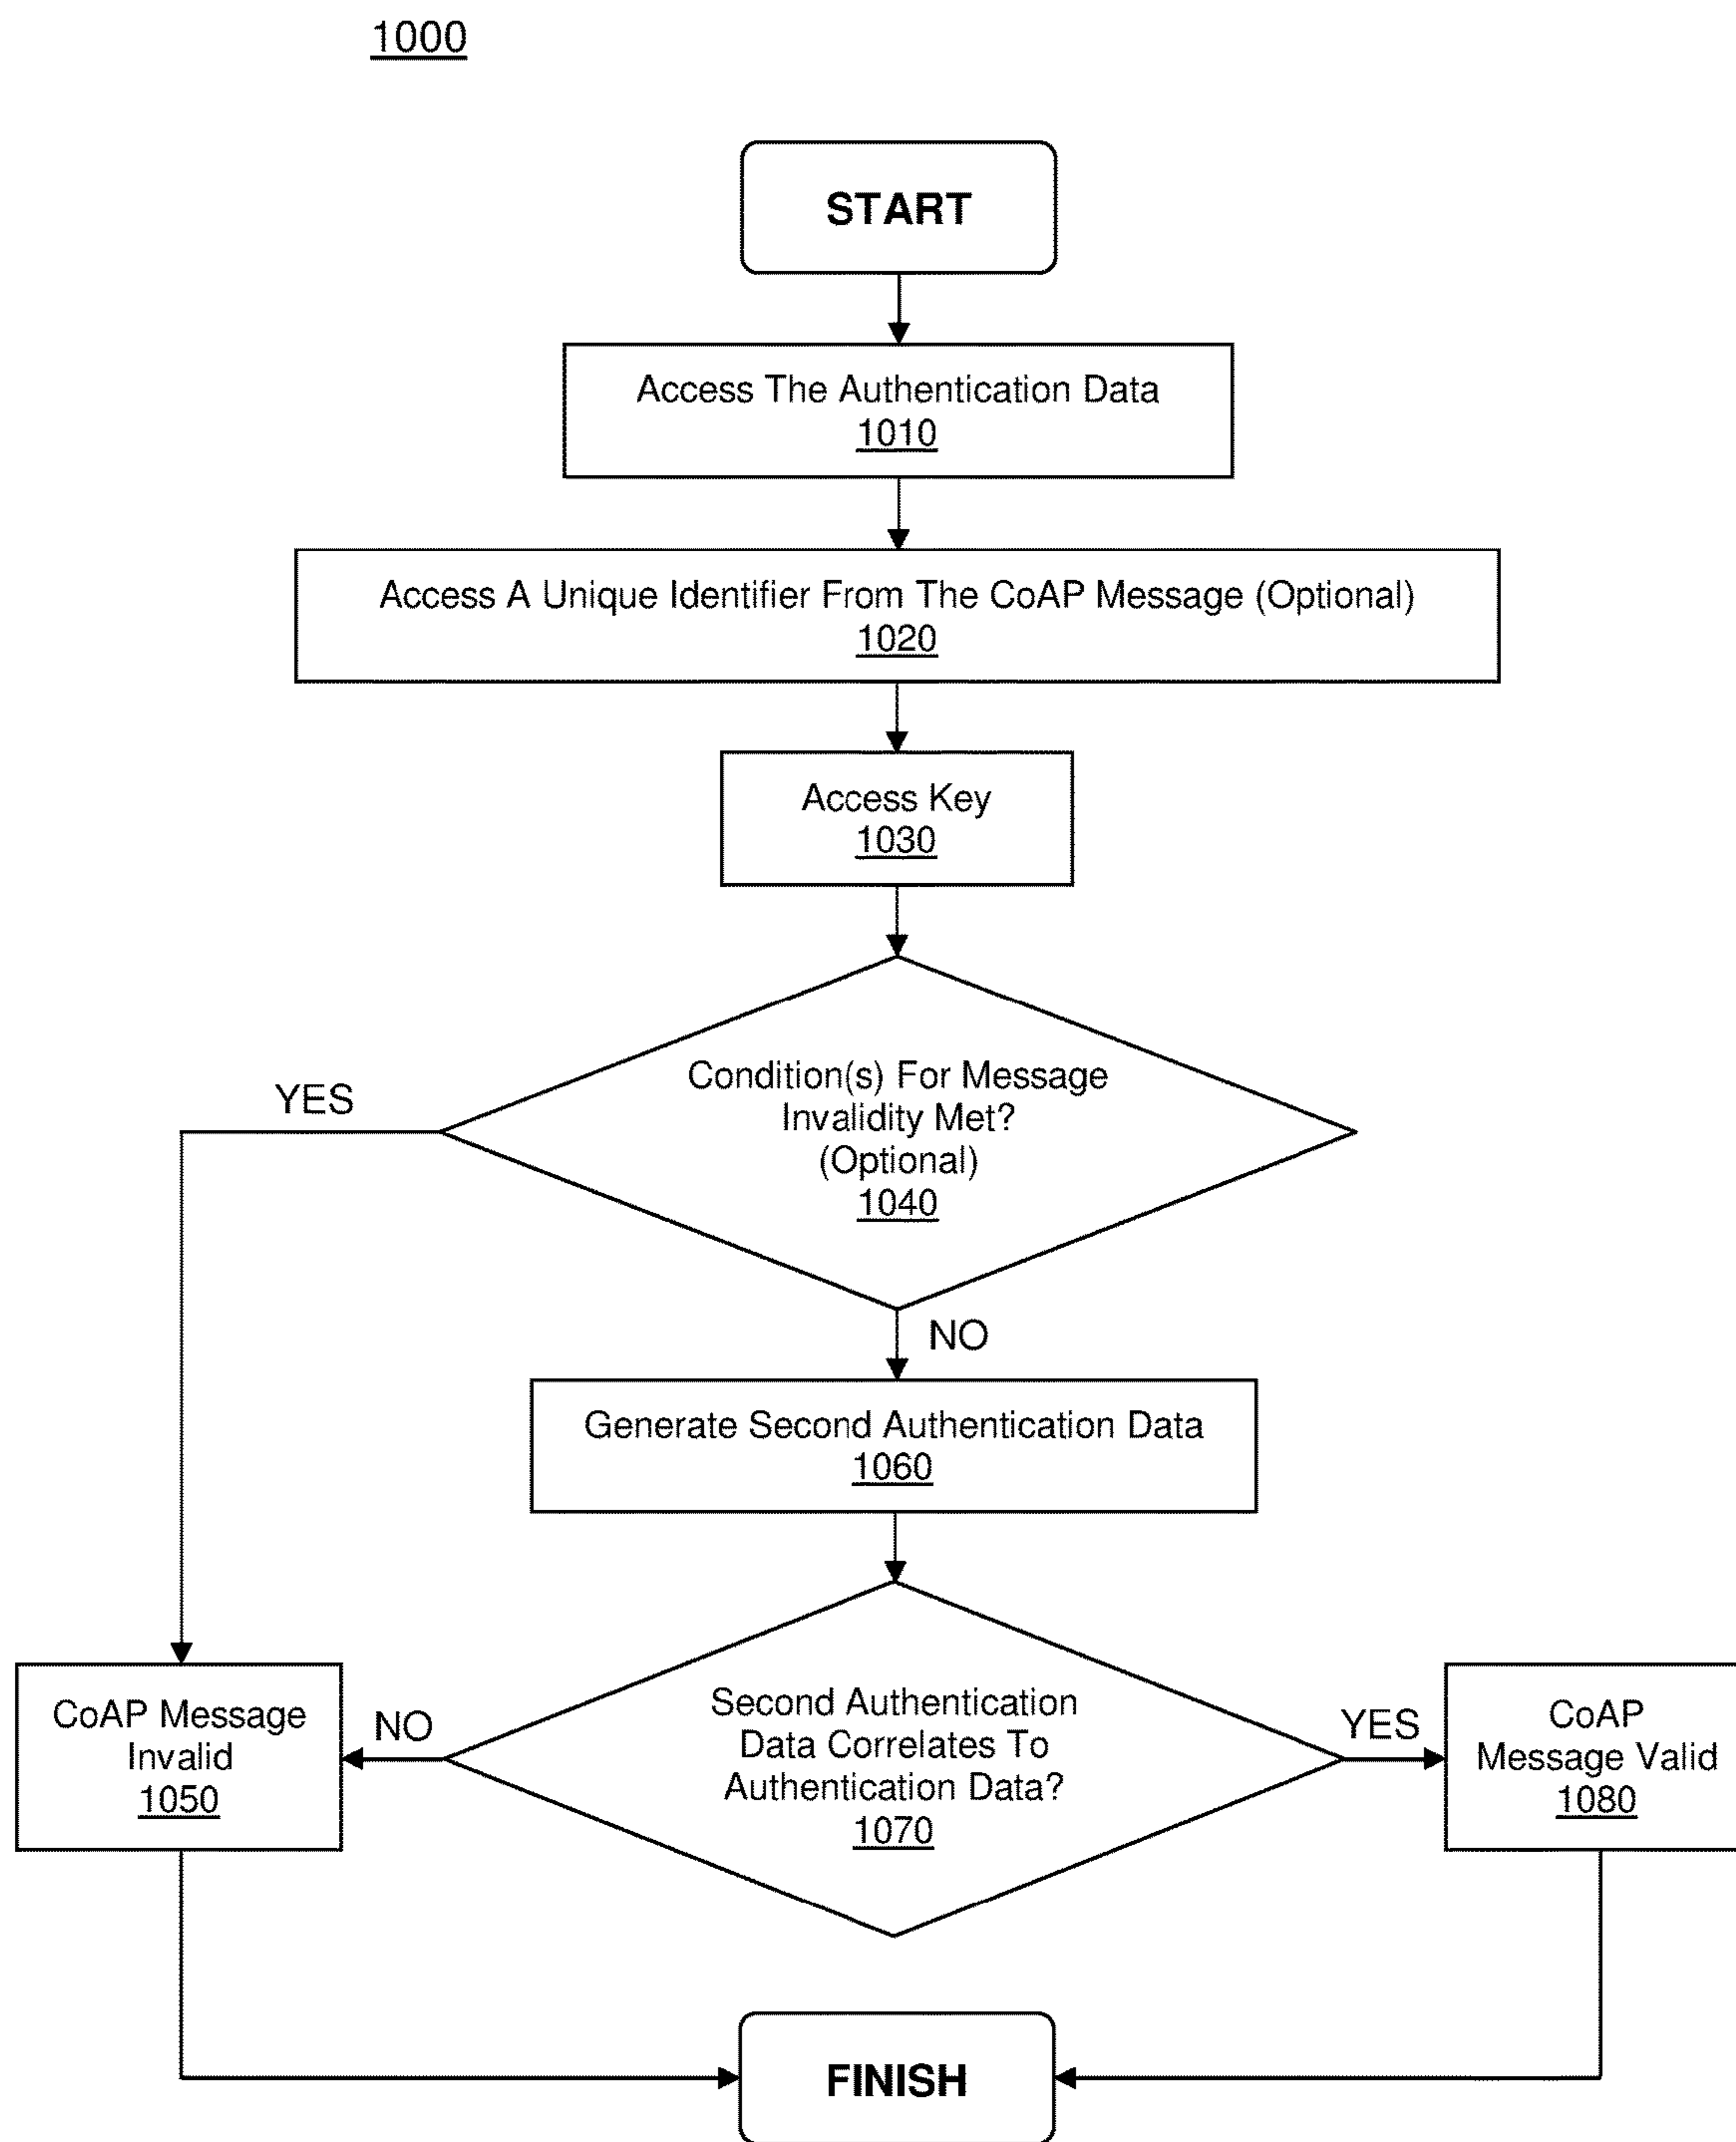 1000
START
Access The Authentication Data
1010
Access A Unique Identifier From The CoAP Message (Optional)
1020
Access Key
1030
Condition(s) For Message
Invalidity Met?
(Optional)
1040
YES
NO
Generate Second Authentication Data
1060
Second Authentication
Data Correlates To
Authentication Data?
1070
NO
YES
CoAP Message
Invalid
1050
CoAP
Message Valid
1080
FINISH